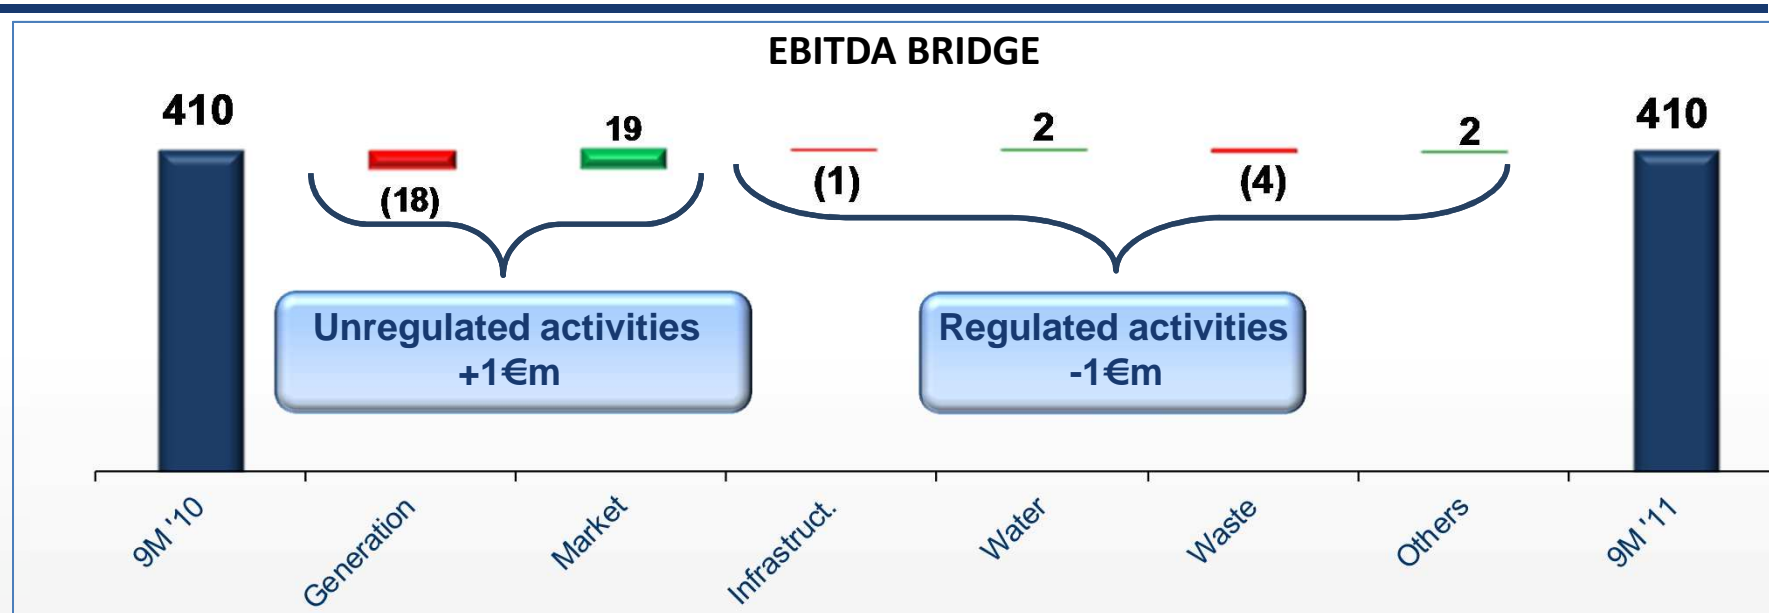 EBITDA BRIDGE
410
(18)
19
(1)
2
(4)
2
410
Unregulated activities
+1€m
Regulated activities
-1€m
9M '10
Generation
Market
Infrastruct.
Water
Waste
Others
9M '11